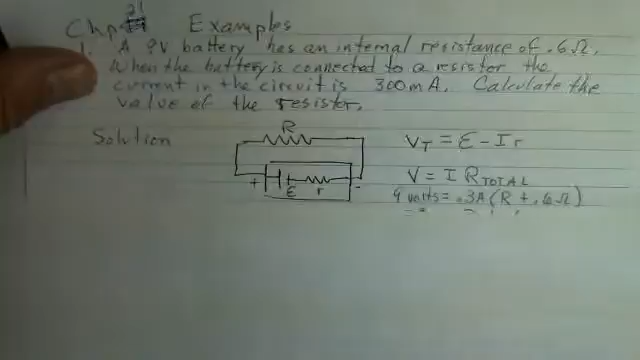 Chp 21 Examples
1. A 9V battery has an internal resistance of .6Ω.
When the battery is connected to a resistor the
current in the circuit is 300mA. Calculate the
value of the resistor.
Solution
R
+ ε r -
V_T = ε - Ir
V = I R_TOTAL
9 volts = .3A(R + .6Ω)